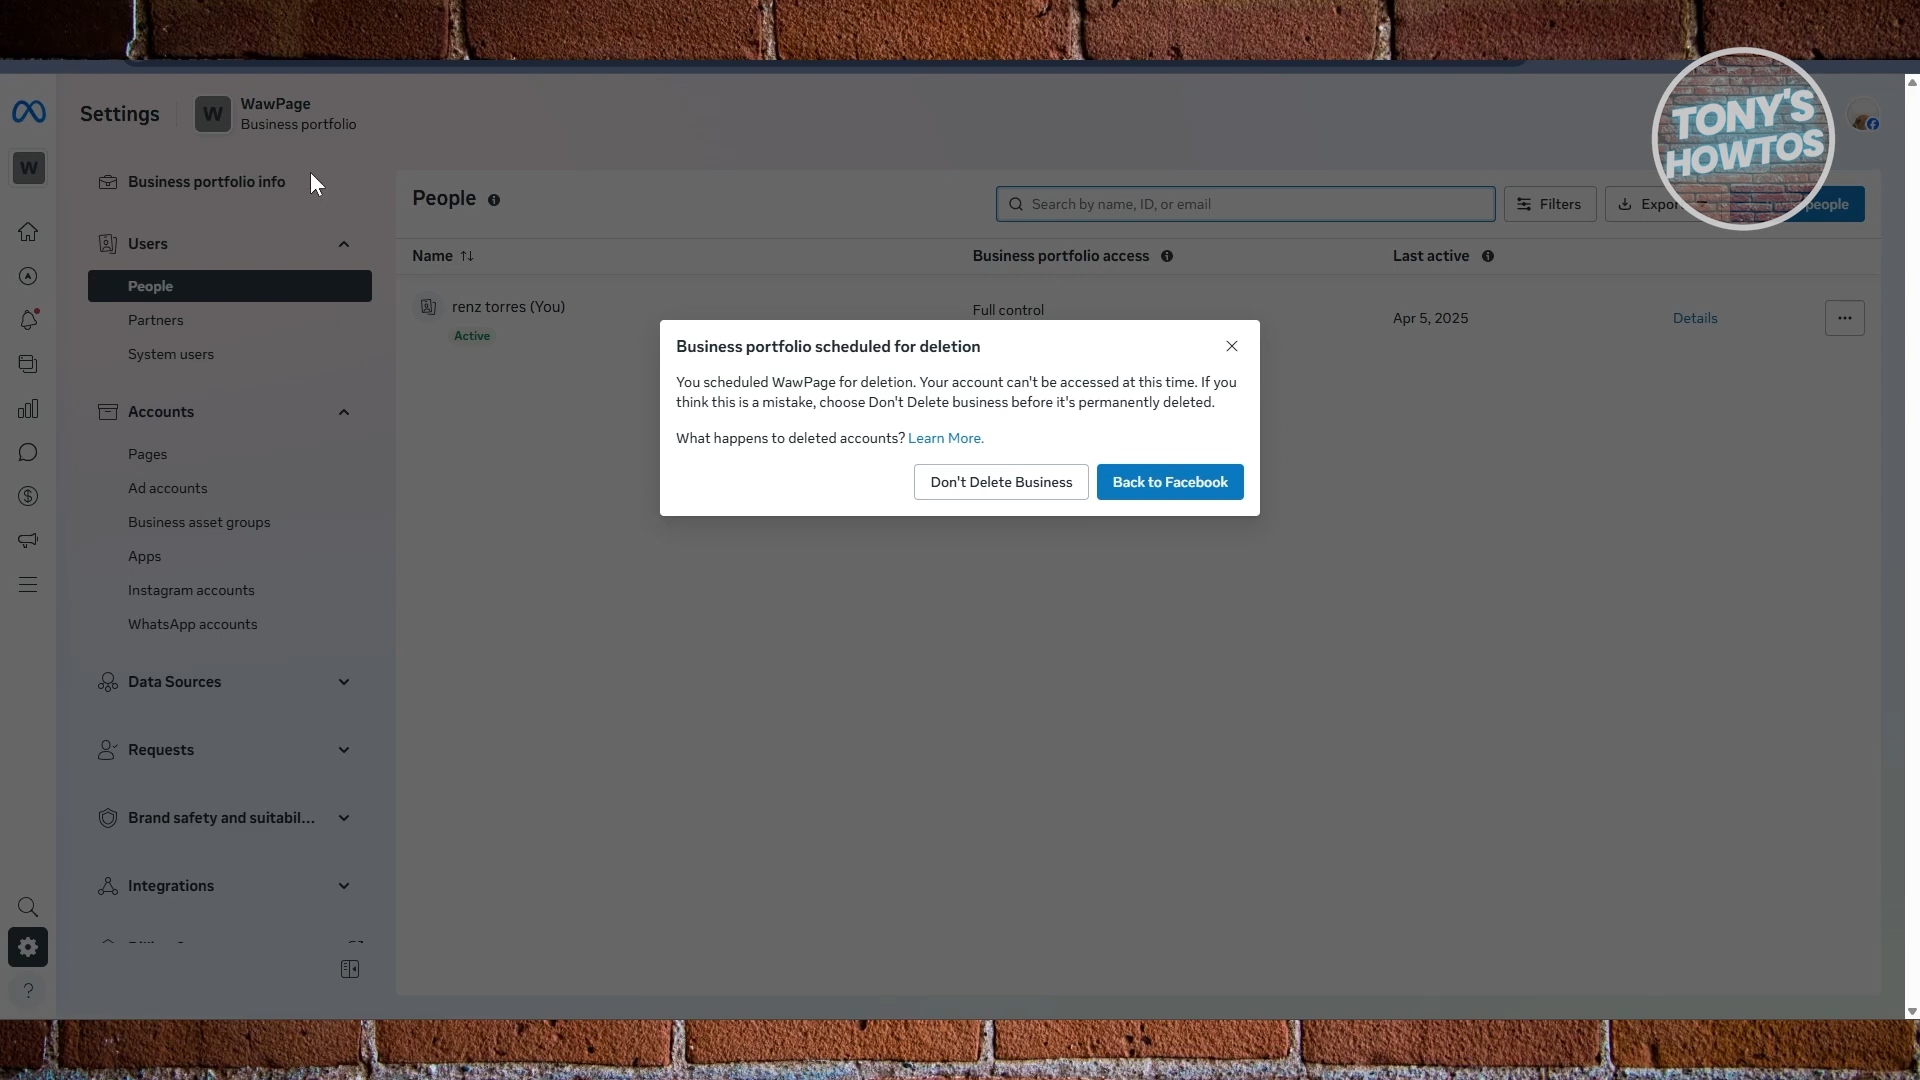 TONY'S
HOWTOS
Settings
W
WawPage
Business portfolio
W
Business portfolio info
Users
People
Partners
System users
Accounts
Pages
Ad accounts
Business asset groups
Apps
Instagram accounts
WhatsApp accounts
Data Sources
Requests
Brand safety and suitabil...
Integrations
People
Search by name, ID, or email
Filters
people
Name
Business portfolio access
Last active
renz torres (You)
Active
Full control
Apr 5, 2025
Details
Business portfolio scheduled for deletion
You scheduled WawPage for deletion. Your account can't be accessed at this time. If you
think this is a mistake, choose Don't Delete business before it's permanently deleted.
What happens to deleted accounts? Learn More.
Don't Delete Business
Back to Facebook